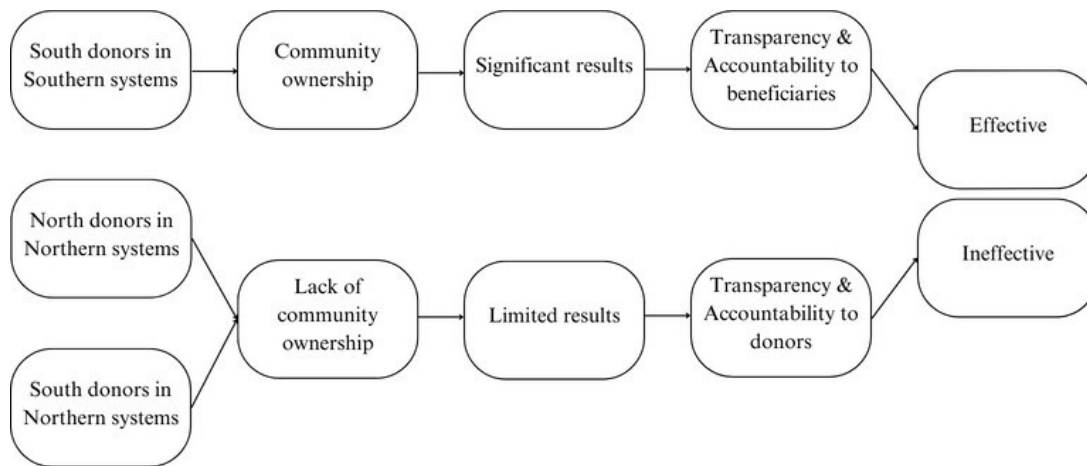 South donors in
Southern systems
Community
ownership
Significant results
Transparency &
Accountability to
beneficiaries
Effective
North donors in
Northern systems
South donors in
Northern systems
Lack of
community
ownership
Limited results
Transparency &
Accountability to
donors
Ineffective